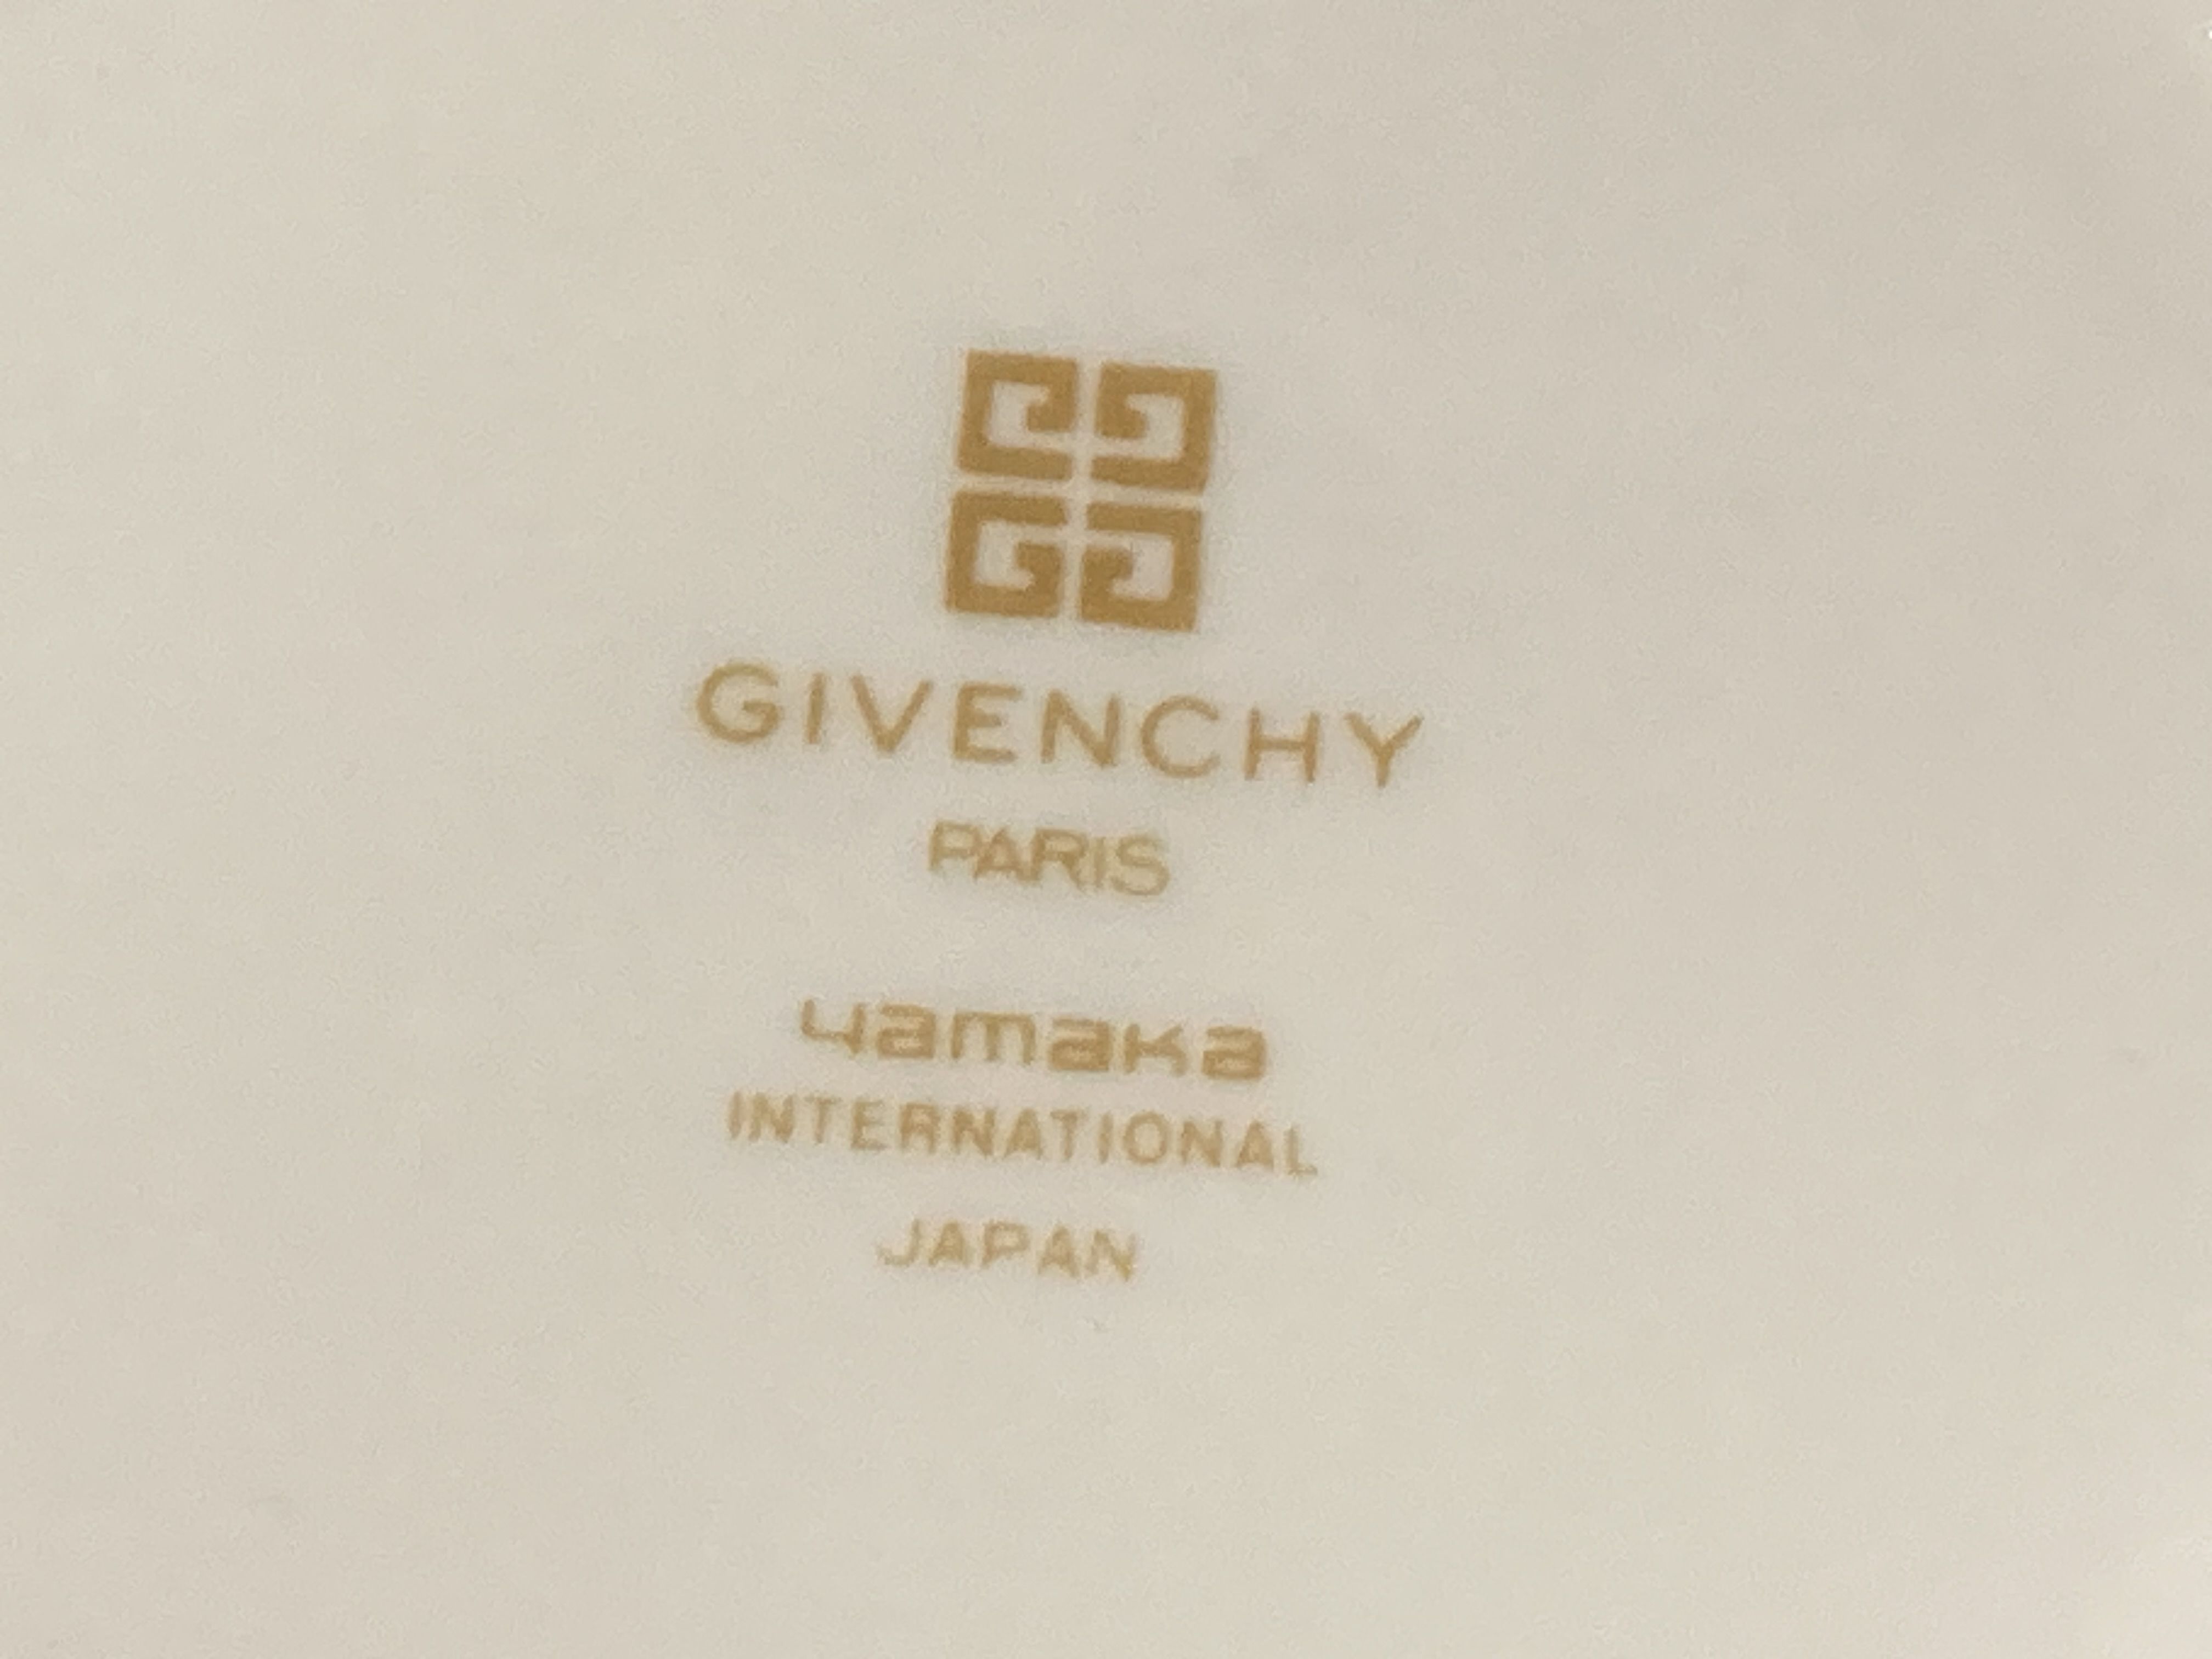 GIVENCHY
PARIS
yamaka
INTERNATIONAL
JAPAN